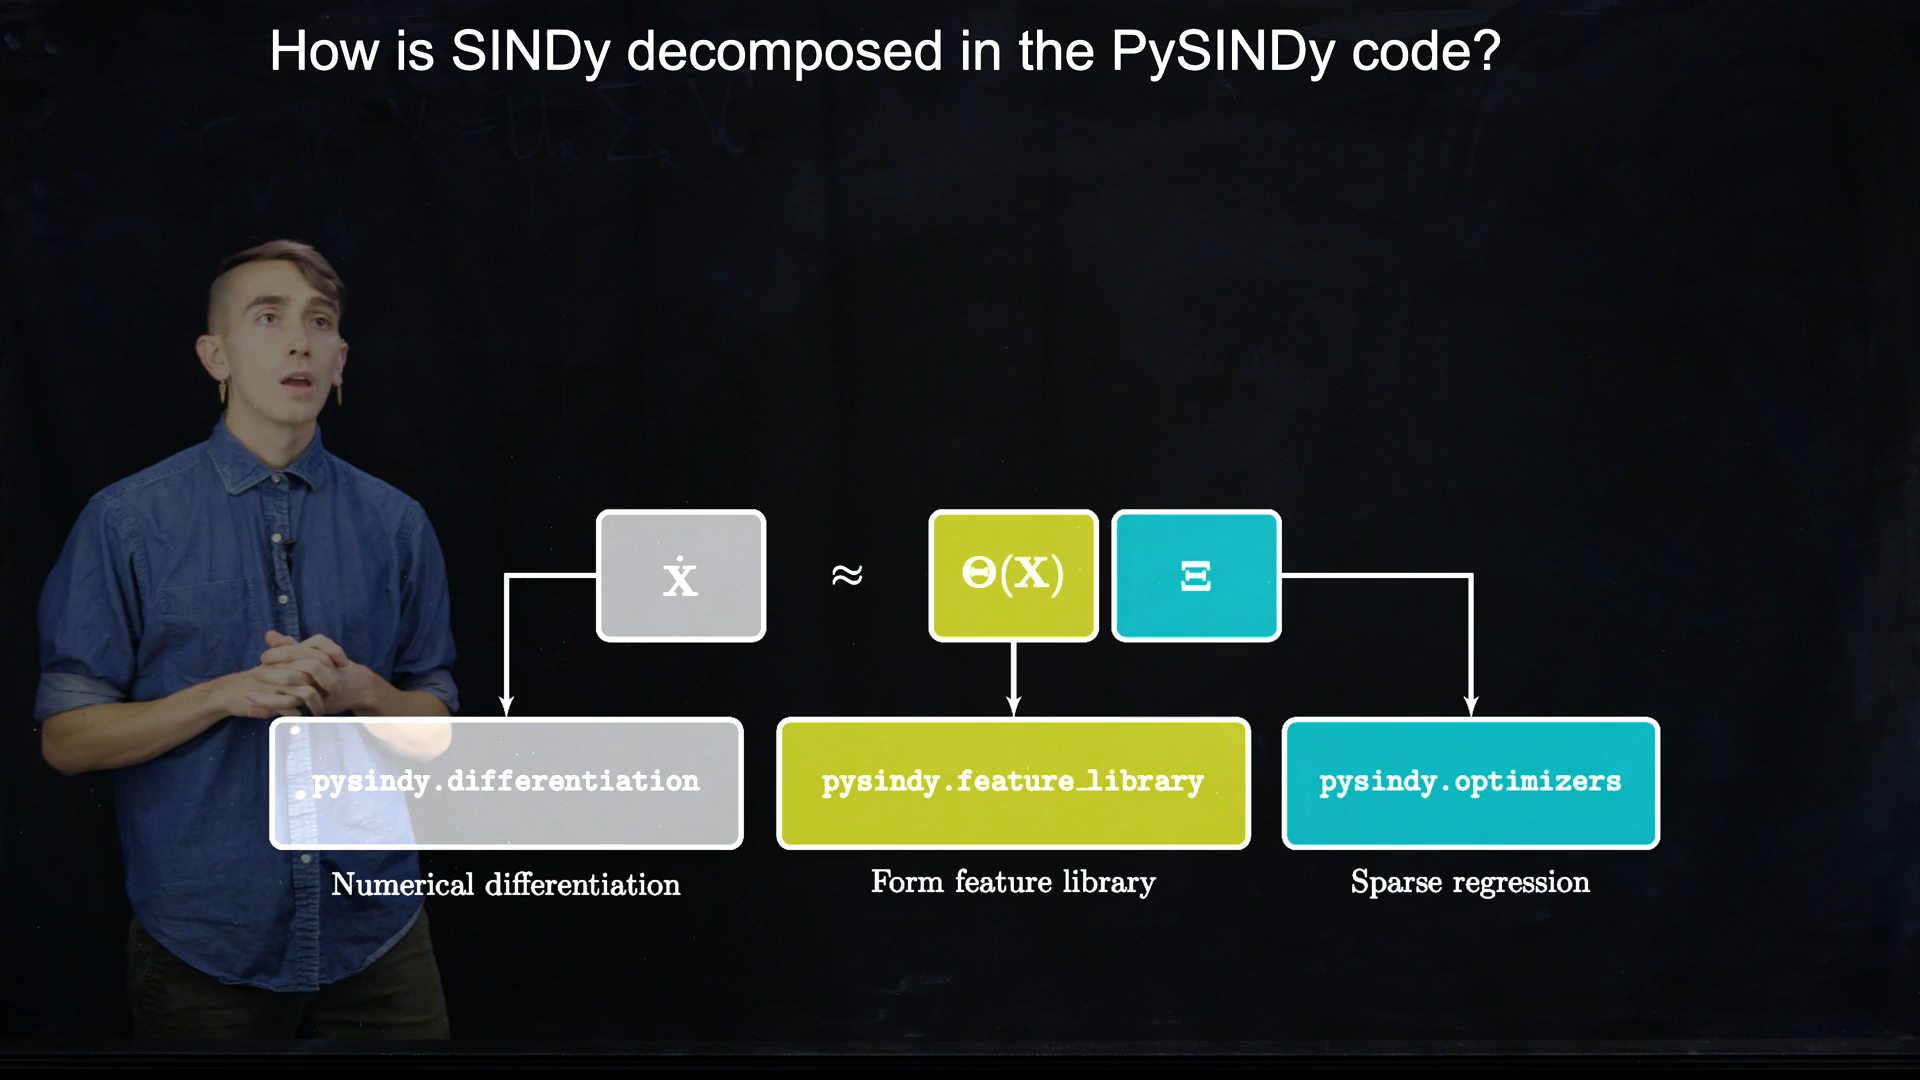 How is SINDy decomposed in the PySINDy code?
Ẋ ≈ Θ(X) Ξ
pysindy.differentiation pysindy.feature_library pysindy.optimizers
Numerical differentiation Form feature library Sparse regression